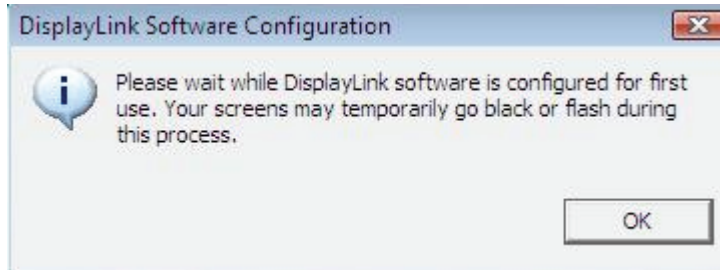 DisplayLink Software Configuration
Please wait while DisplayLink software is configured for first
use. Your screens may temporarily go black or flash during
this process.
OK